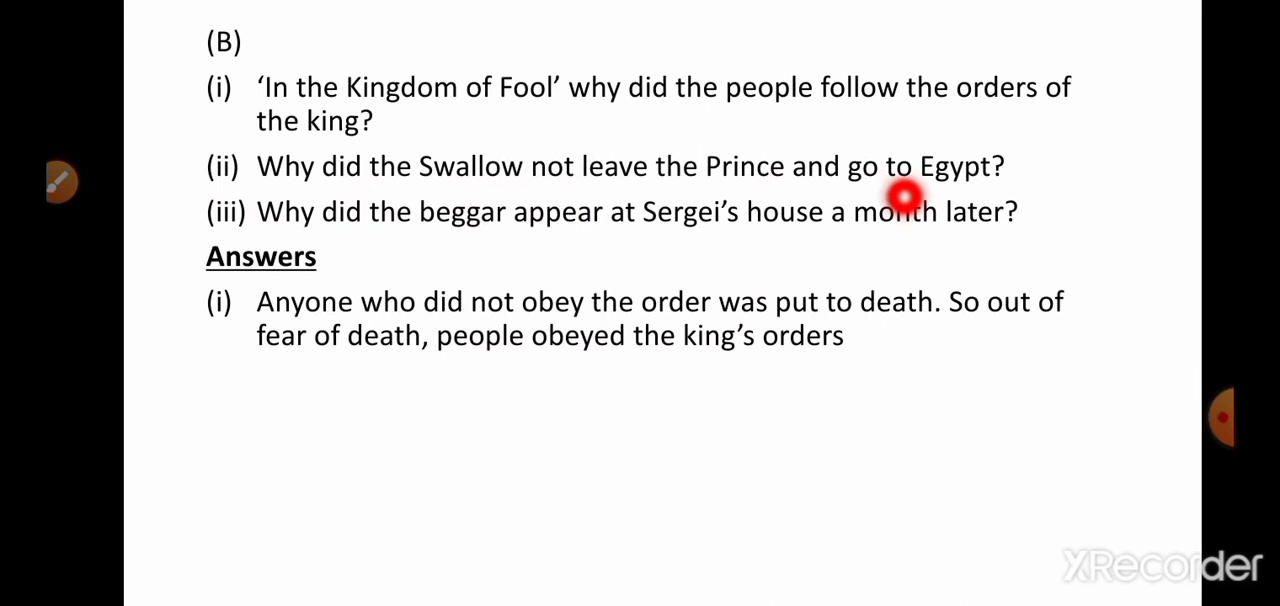 (B)
(i) ‘In the Kingdom of Fool’ why did the people follow the orders of
the king?
(ii) Why did the Swallow not leave the Prince and go to Egypt?
(iii) Why did the beggar appear at Sergei’s house a month later?
Answers
(i) Anyone who did not obey the order was put to death. So out of
fear of death, people obeyed the king’s orders
XRecorder